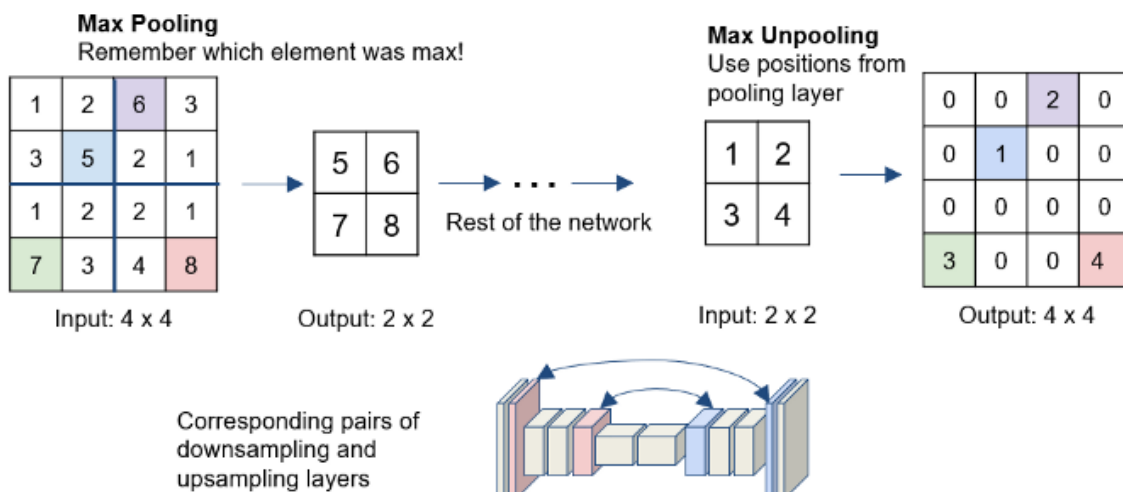 Max Pooling
Remember which element was max!
1 2 6 3
3 5 2 1
1 2 2 1
7 3 4 8
Input: 4 x 4
5 6
7 8
Output: 2 x 2
...
Rest of the network
Max Unpooling
Use positions from
pooling layer
1 2
3 4
Input: 2 x 2
0 0 2 0
0 1 0 0
0 0 0 0
3 0 0 4
Output: 4 x 4
Corresponding pairs of
downsampling and
upsampling layers